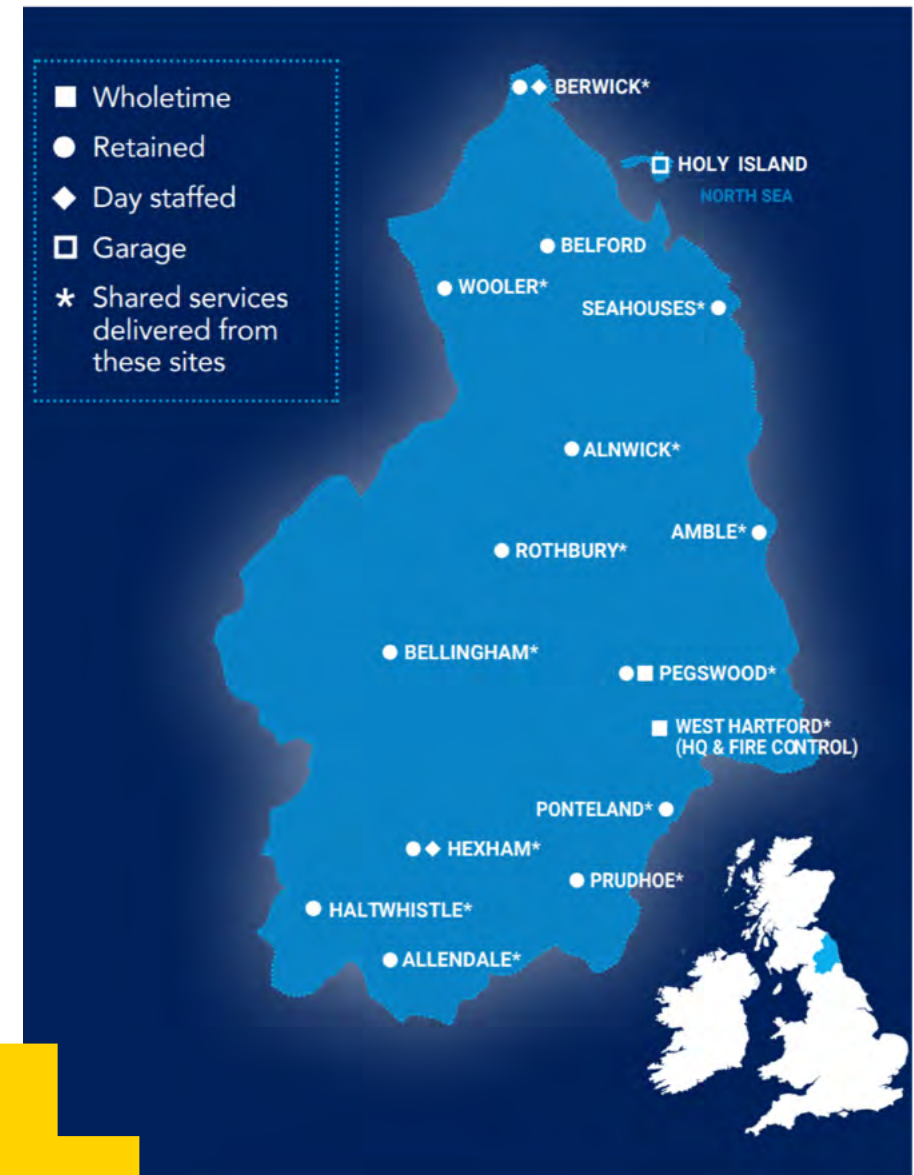 Wholetime
Retained
Day staffed
Garage
* Shared services
delivered from
these sites
BERWICK*
HOLY ISLAND
NORTH SEA
BELFORD
WOOLER*
SEAHOUSES*
ALNWICK*
AMBLE*
ROTHBURY*
BELLINGHAM*
PEGSWOOD*
WEST HARTFORD*
(HQ & FIRE CONTROL)
PONTELAND*
HEXHAM*
PRUDHOE*
HALTWHISTLE*
ALLENDALE*